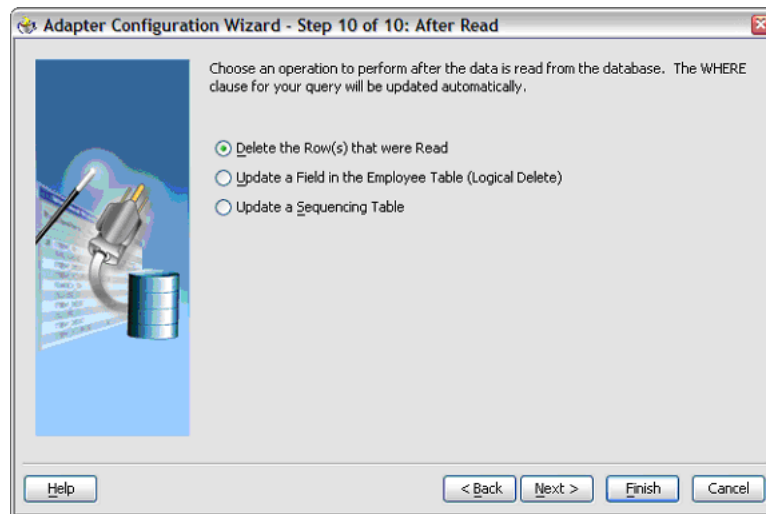 Adapter Configuration Wizard - Step 10 of 10: After Read
Choose an operation to perform after the data is read from the database. The WHERE
clause for your query will be updated automatically.
Delete the Row(s) that were Read
Update a Field in the Employee Table (Logical Delete)
Update a Sequencing Table
Help
< Back
Next >
Finish
Cancel